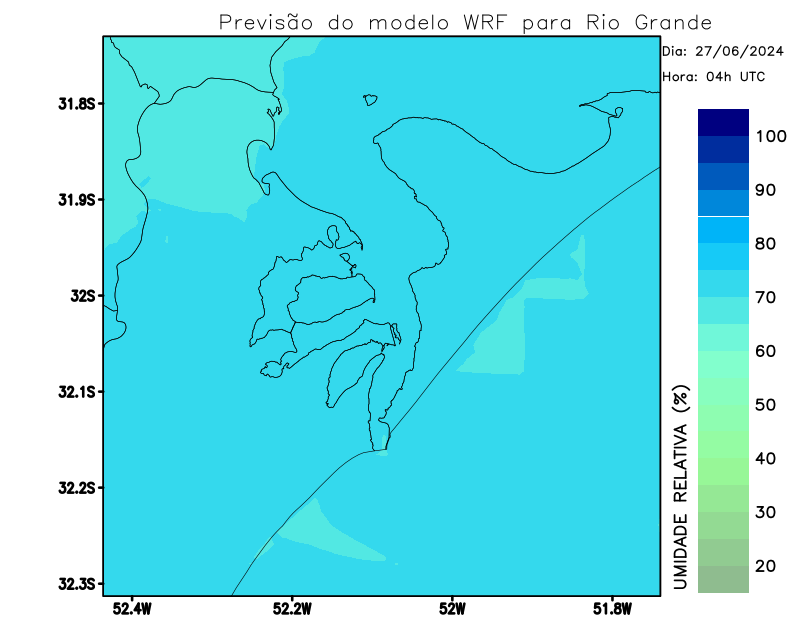 Previsão do modelo WRF para Rio Grande
Dia: 27/06/2024
Hora: 04h UTC
31.8S
31.9S
32S
32.1S
32.2S
32.3S
52.4W
52.2W
52W
51.8W
100
90
80
70
60
50
40
30
20
UMIDADE RELATIVA (%)